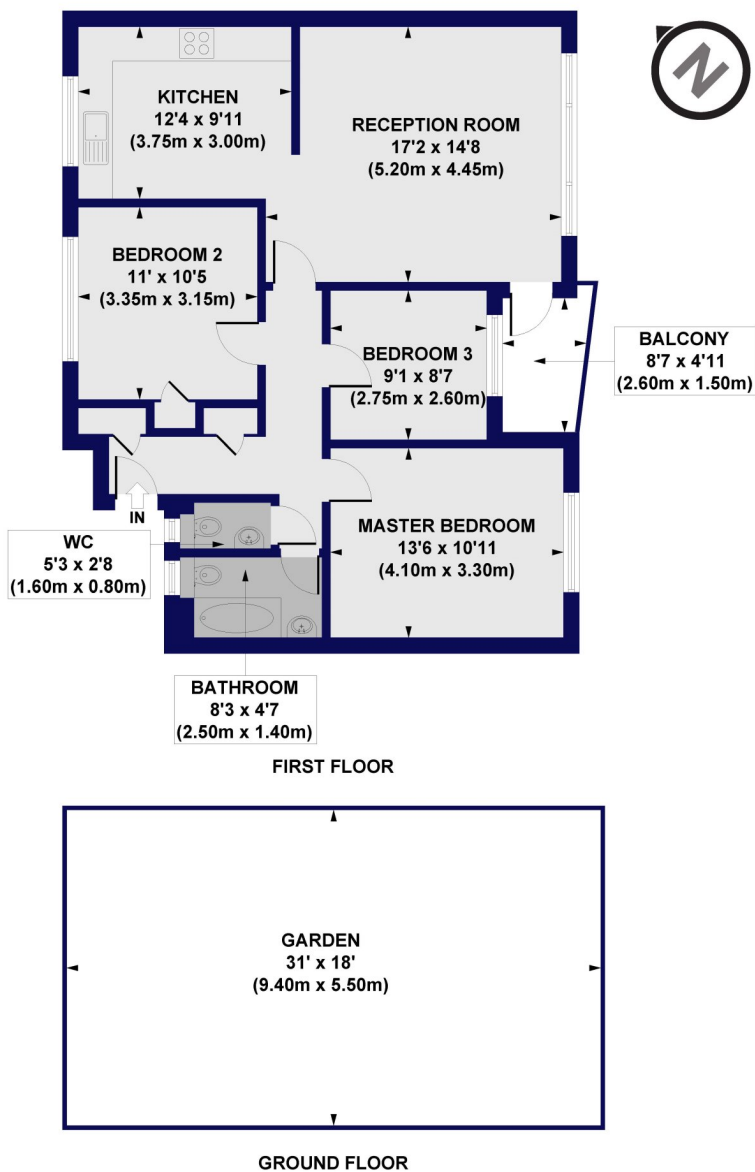 N
KITCHEN
12'4 x 9'11
(3.75m x 3.00m)
RECEPTION ROOM
17'2 x 14'8
(5.20m x 4.45m)
BEDROOM 2
11' x 10'5
(3.35m x 3.15m)
BEDROOM 3
9'1 x 8'7
(2.75m x 2.60m)
BALCONY
8'7 x 4'11
(2.60m x 1.50m)
IN
WC
5'3 x 2'8
(1.60m x 0.80m)
MASTER BEDROOM
13'6 x 10'11
(4.10m x 3.30m)
BATHROOM
8'3 x 4'7
(2.50m x 1.40m)
FIRST FLOOR
GARDEN
31' x 18'
(9.40m x 5.50m)
GROUND FLOOR